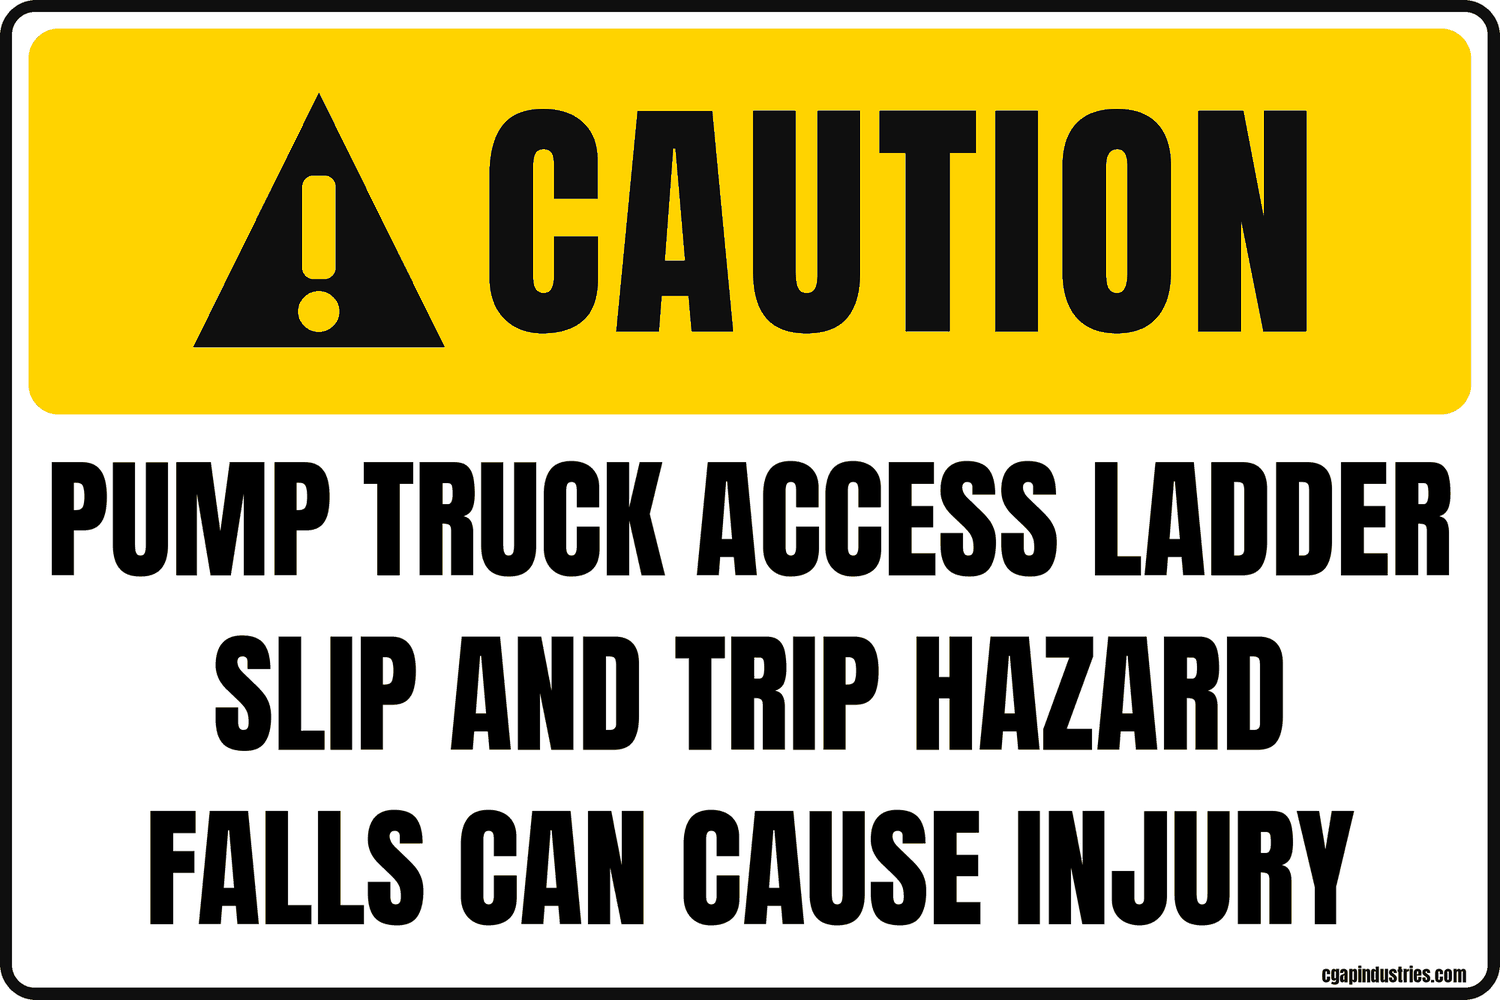 CAUTION
PUMP TRUCK ACCESS LADDER
SLIP AND TRIP HAZARD
FALLS CAN CAUSE INJURY
cgapindustries.com